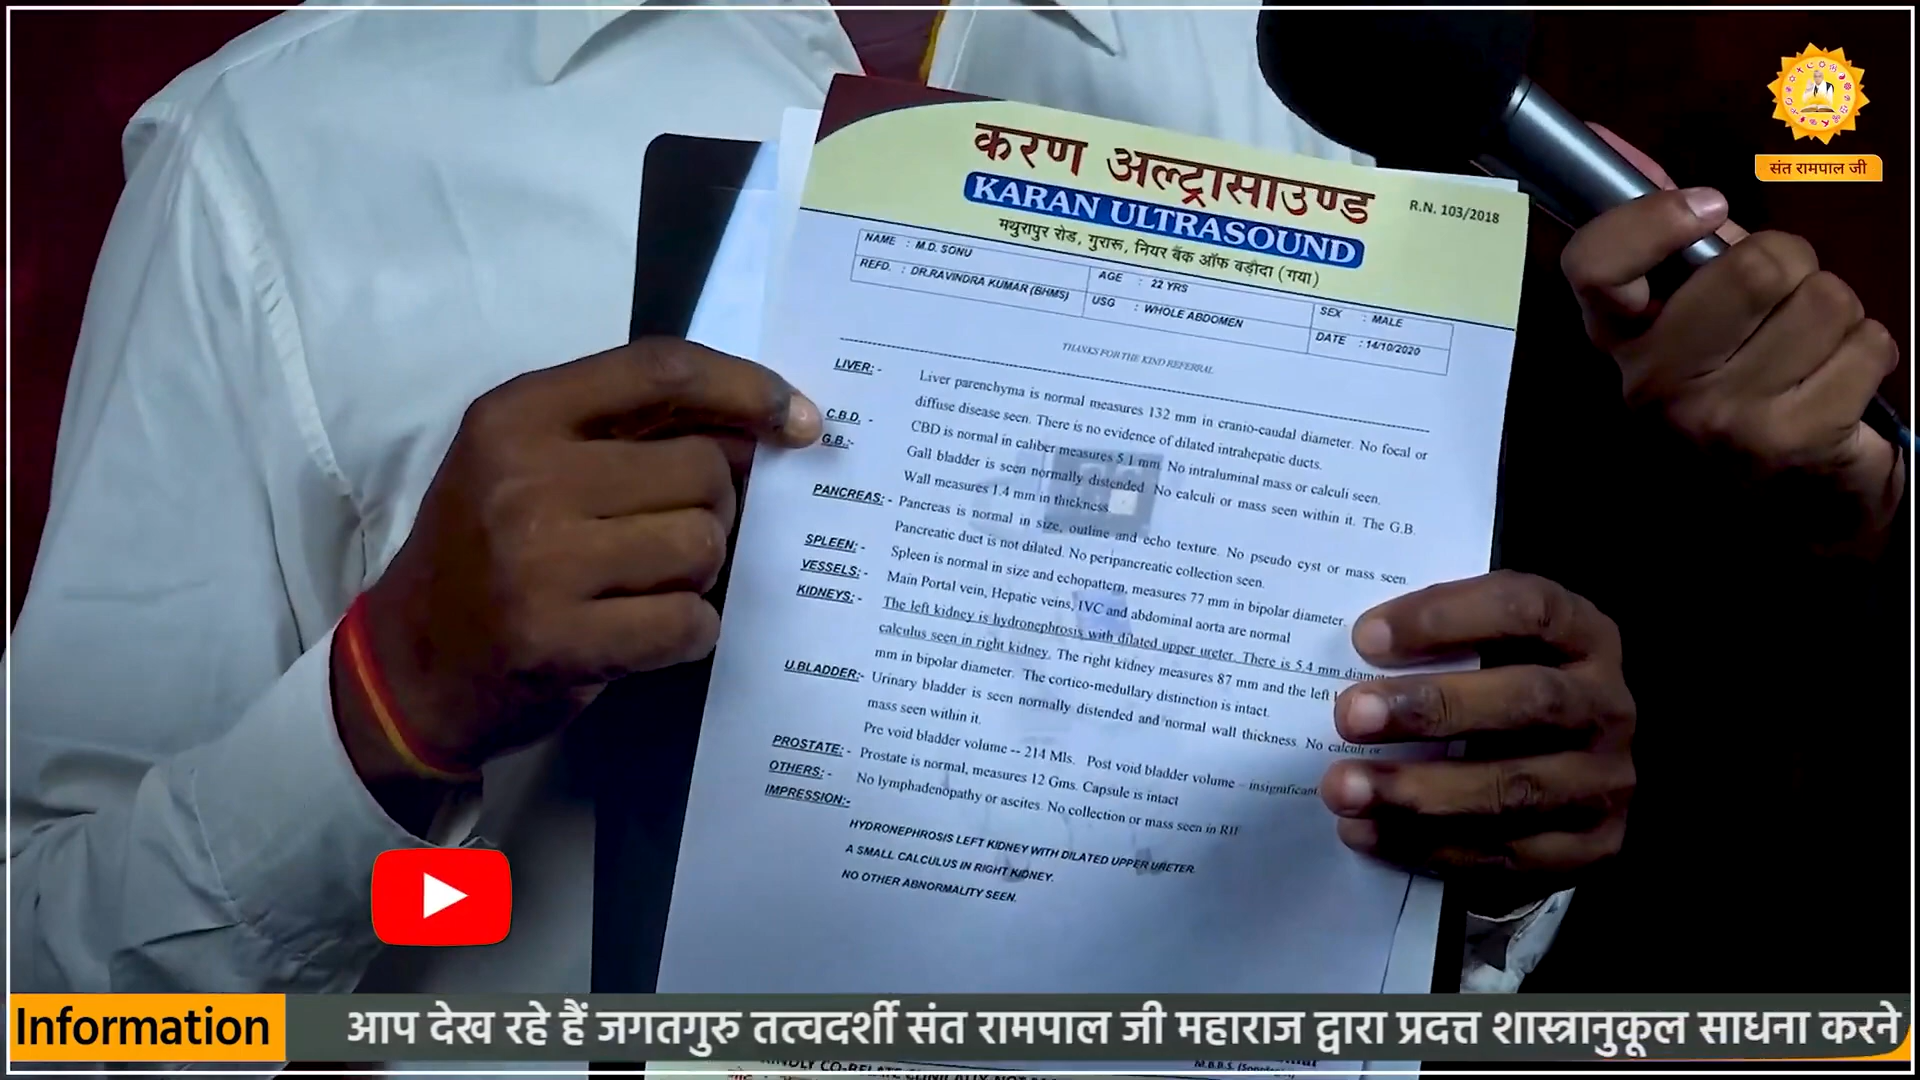 संत रामपाल जी
करण अल्ट्रासाउण्ड
R.N. 103/2018
KARAN ULTRASOUND
मथुरापुर रोड, गुरारू, नियर बैंक ऑफ बड़ौदा (गया)
NAME : M.D. SONU
AGE : 22 YRS
SEX : MALE
REFD. : DR.RAVINDRA KUMAR (BHMS)
USG : WHOLE ABDOMEN
DATE : 14/10/2020
THANKS FOR THE KIND REFERRAL
LIVER: - Liver parenchyma is normal measures 132 mm in cranio-caudal diameter. No focal or
diffuse disease seen. There is no evidence of dilated intrahepatic ducts.
C.B.D. - CBD is normal in caliber measures 5.1 mm. No intraluminal mass or calculi seen.
G.B.:- Gall bladder is seen normally distended. No calculi or mass seen within it. The G.B.
Wall measures 1.4 mm in thickness.
PANCREAS: - Pancreas is normal in size, outline and echo texture. No pseudo cyst or mass seen.
Pancreatic duct is not dilated. No peripancreatic collection seen.
SPLEEN: - Spleen is normal in size and echopattern, measures 77 mm in bipolar diameter.
VESSELS: - Main Portal vein, Hepatic veins, IVC and abdominal aorta are normal
KIDNEYS: - The left kidney is hydronephrosis with dilated upper ureter. There is 5.4 mm
calculus seen in right kidney. The right kidney measures 87 mm and the left
mm in bipolar diameter. The cortico-medullary distinction is intact.
U.BLADDER:- Urinary bladder is seen normally distended and normal wall thickness. No calculi or
mass seen within it.
Pre void bladder volume -- 214 Mls. Post void bladder volume – insignificant
PROSTATE: - Prostate is normal, measures 12 Gms. Capsule is intact
OTHERS: - No lymphadenopathy or ascites. No collection or mass seen in RIF
IMPRESSION:-
HYDRONEPHROSIS LEFT KIDNEY WITH DILATED UPPER URETER.
A SMALL CALCULUS IN RIGHT KIDNEY.
NO OTHER ABNORMALITY SEEN.
Information
आप देख रहे हैं जगतगुरु तत्वदर्शी संत रामपाल जी महाराज द्वारा प्रदत्त शास्त्रानुकूल साधना करने